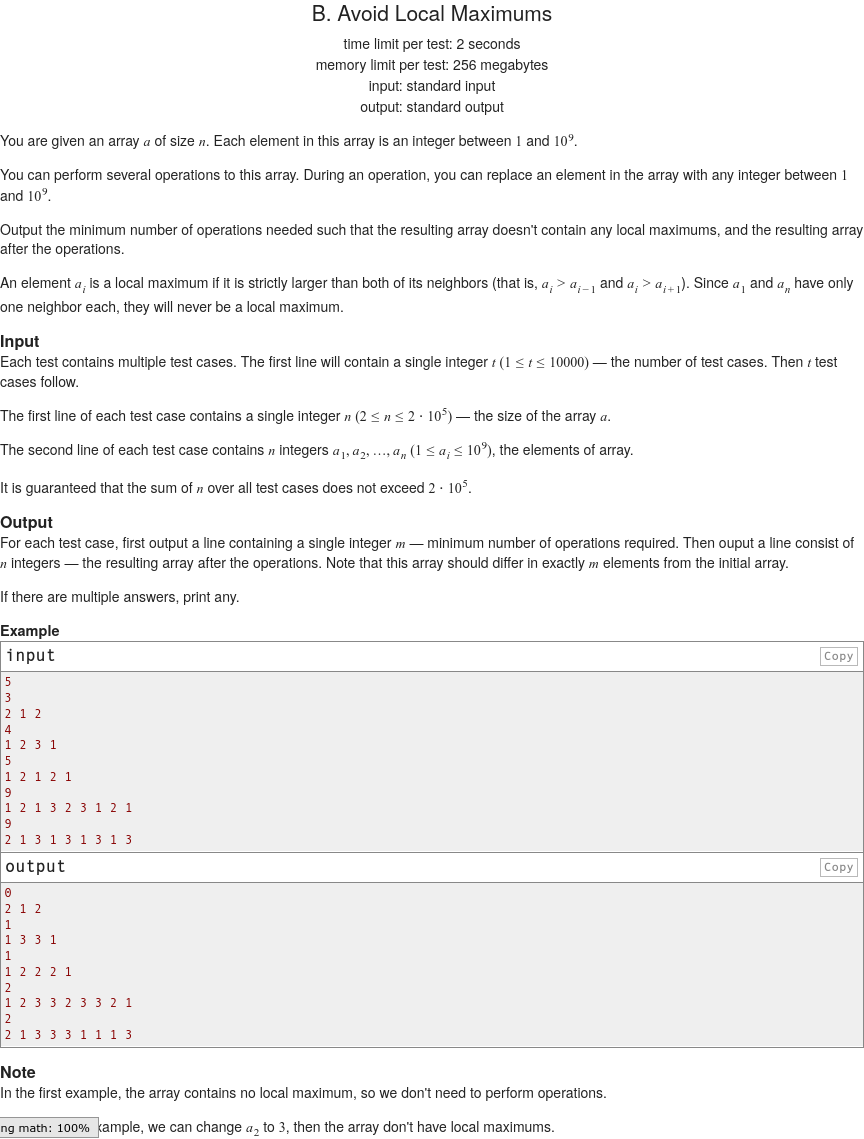 B. Avoid Local Maximums
time limit per test: 2 seconds
memory limit per test: 256 megabytes
input: standard input
output: standard output
You are given an array a of size n. Each element in this array is an integer between 1 and 10^9.
You can perform several operations to this array. During an operation, you can replace an element in the array with any integer between 1
and 10^9.
Output the minimum number of operations needed such that the resulting array doesn't contain any local maximums, and the resulting array
after the operations.
An element a_i is a local maximum if it is strictly larger than both of its neighbors (that is, a_i > a_{i−1} and a_i > a_{i+1}). Since a_1 and a_n have only
one neighbor each, they will never be a local maximum.
Input
Each test contains multiple test cases. The first line will contain a single integer t (1 ≤ t ≤ 10000) — the number of test cases. Then t test
cases follow.
The first line of each test case contains a single integer n (2 ≤ n ≤ 2 · 10^5) — the size of the array a.
The second line of each test case contains n integers a_1, a_2, …, a_n (1 ≤ a_i ≤ 10^9), the elements of array.
It is guaranteed that the sum of n over all test cases does not exceed 2 · 10^5.
Output
For each test case, first output a line containing a single integer m — minimum number of operations required. Then ouput a line consist of
n integers — the resulting array after the operations. Note that this array should differ in exactly m elements from the initial array.
If there are multiple answers, print any.
Example
input
Copy
5
3
2 1 2
4
1 2 3 1
5
1 2 1 2 1
9
1 2 1 3 2 3 1 2 1
9
2 1 3 1 3 1 3 1 3
output
Copy
0
2 1 2
1
1 3 3 1
1
1 2 2 2 1
2
1 2 3 3 2 3 3 2 1
2
2 1 3 3 3 1 1 1 3
Note
In the first example, the array contains no local maximum, so we don't need to perform operations.
ng math: 100%
xample, we can change a_2 to 3, then the array don't have local maximums.